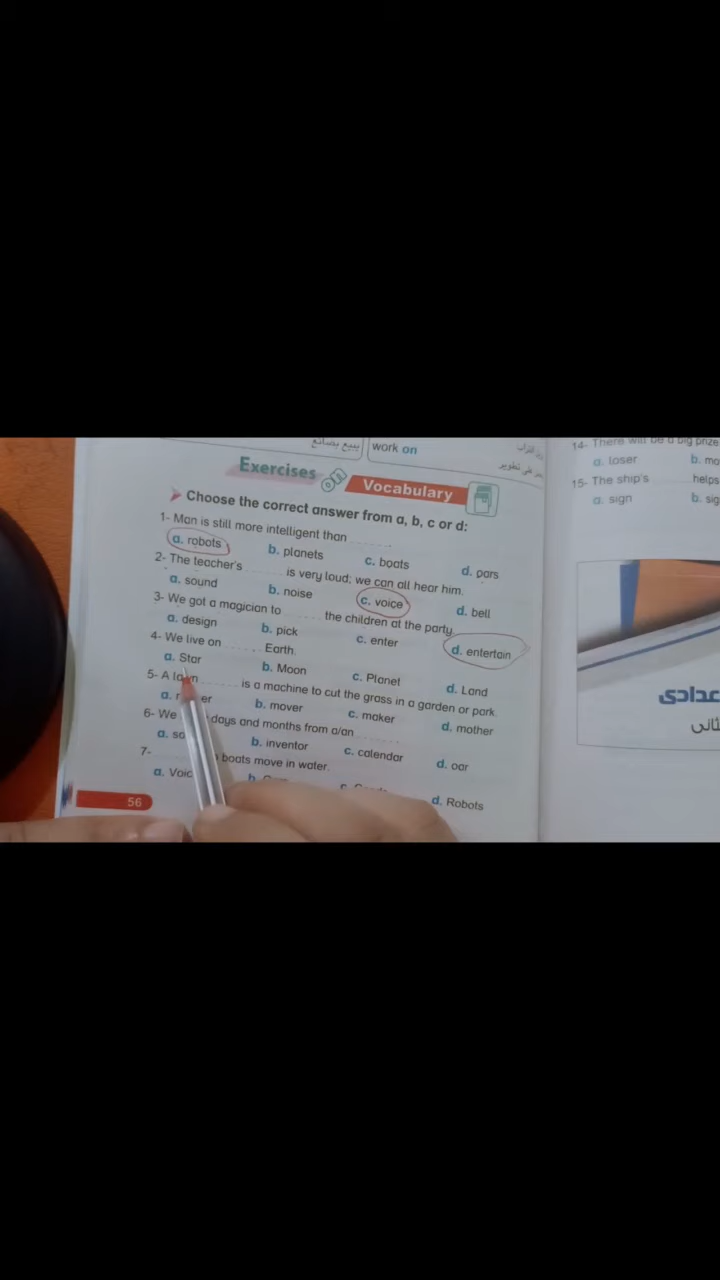 work on
Exercises
Vocabulary
Choose the correct answer from a, b, c or d:
1- Man is still more intelligent than ........
a. robots b. planets c. boats d. oars
2- The teacher's ........ is very loud; we can all hear him.
a. sound b. noise c. voice d. bell
3- We got a magician to ........ the children at the party.
a. design b. pick c. enter d. entertain
4- We live on ........ Earth.
a. Star b. Moon c. Planet d. Land
5- A ........ is a machine to cut the grass in a garden or park.
a. b. mover c. maker d. mother
6- We days and months from a/an ........
a. b. inventor c. calendar d. oar
7- boats move in water.
a. b. c. d. Robots
56
14- There will be a big prize
a. loser b.
15- The ship's ........ helps
a. sign b.